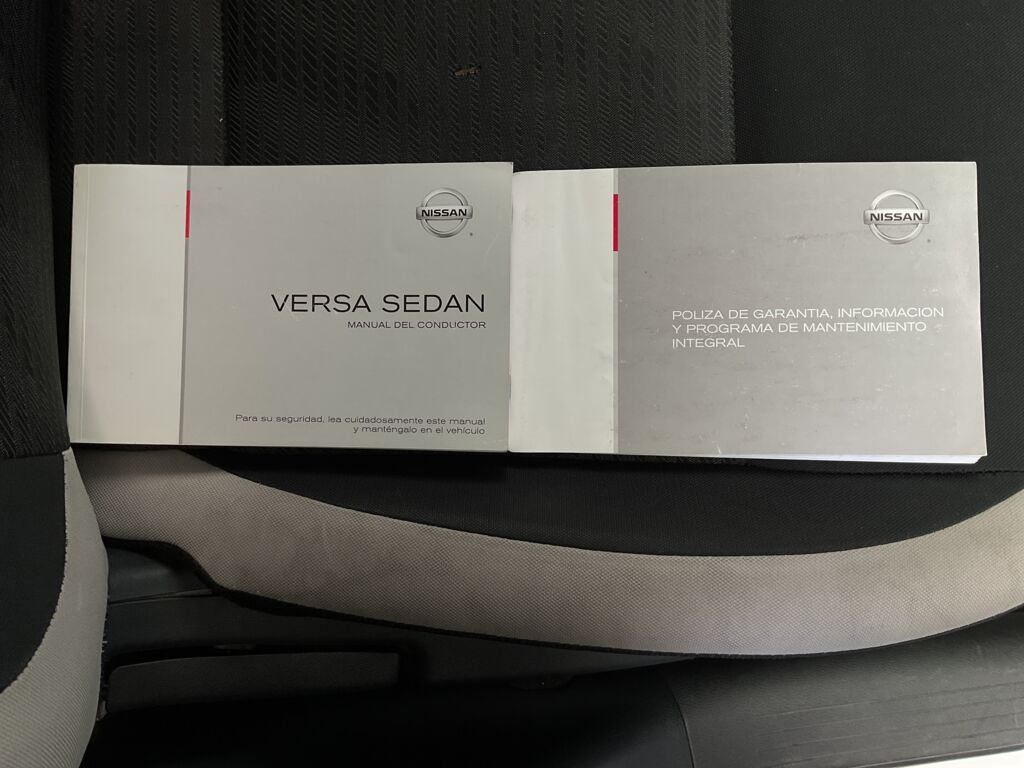 NISSAN
VERSA SEDAN
MANUAL DEL CONDUCTOR
Para su seguridad, lea cuidadosamente este manual
y manténgalo en el vehículo
NISSAN
POLIZA DE GARANTIA, INFORMACION
Y PROGRAMA DE MANTENIMIENTO
INTEGRAL